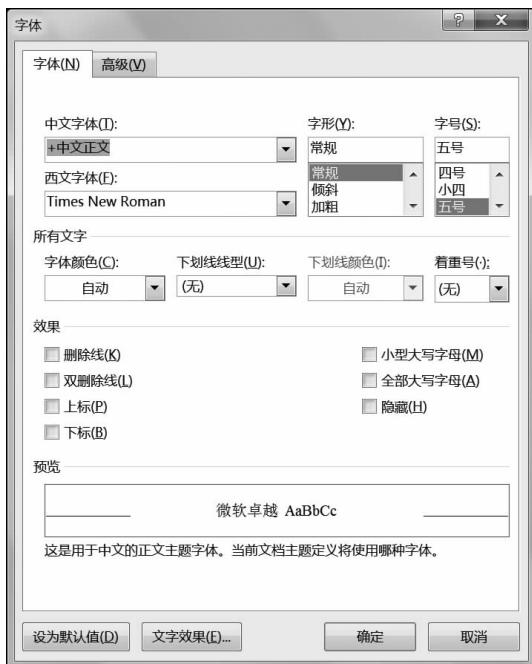 字体
字体(N) 高级(V)
中文字体(T): 字形(Y): 字号(S):
+中文正文 常规 五号
西文字体(F): 常规 四号
Times New Roman 倾斜 小四
加粗 五号
所有文字
字体颜色(C): 下划线线型(U): 下划线颜色(I): 着重号(·):
自动 (无) 自动 (无)
效果
删除线(K) 小型大写字母(M)
双删除线(L) 全部大写字母(A)
上标(P) 隐藏(H)
下标(B)
预览
微软卓越 AaBbCc
这是用于中文的正文主题字体。当前文档主题定义将使用哪种字体。
设为默认值(D) 文字效果(E)... 确定 取消